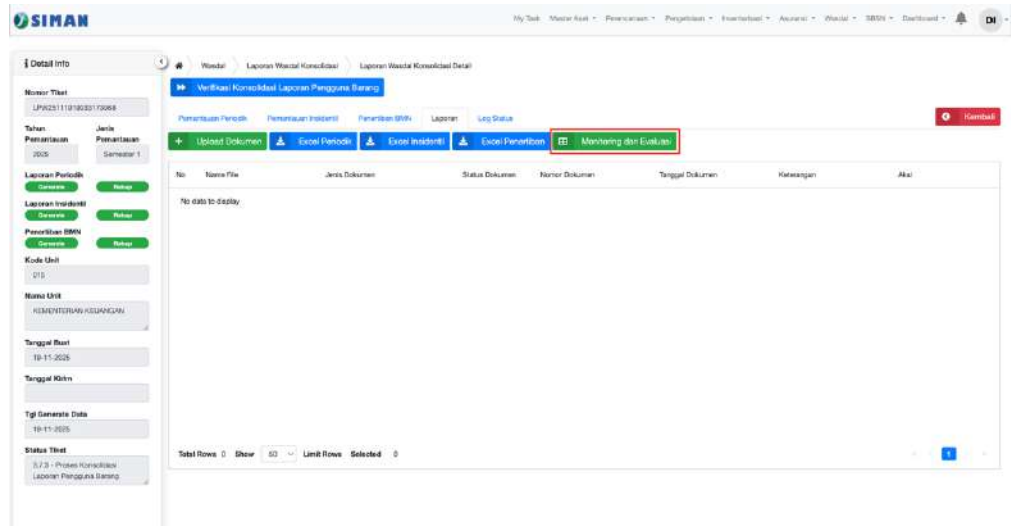 SIMAN
My Task Master Aset Perencanaan Pengelolaan Inventarisasi Asuransi Wasdal SBSN Dashboard DI
Detail Info
Wasdal Laporan Wasdal Konsolidasi Laporan Wasdal Konsolidasi Detail
Verifikasi Konsolidasi Laporan Pengguna Barang
Nomor Tiket
Pemantauan Periodik Pemantauan Insidentil Penertiban BMN Laporan Log Status
Kembali
Upload Dokumen Excel Periodik Excel Insidentil Excel Penertiban Monitoring dan Evaluasi
Tahun Pemantauan
Jenis Pemantauan
2025 Semester 1
No Nama File Jenis Dokumen Status Dokumen Nomor Dokumen Tanggal Dokumen Keterangan Aksi
No data to display
Laporan Periodik
Generate Rekap
Laporan Insidentil
Generate Rekap
Penertiban BMN
Generate Rekap
Kode Unit
015
Nama Unit
KEMENTERIAN KEUANGAN
Tanggal Buat
19-11-2025
Tanggal Kirim
Tgl Generate Data
19-11-2025
Status Tiket
Proses Konsolidasi
Laporan Pengguna Barang
Total Rows 0 Show 50 Limit Rows Selected 0
1